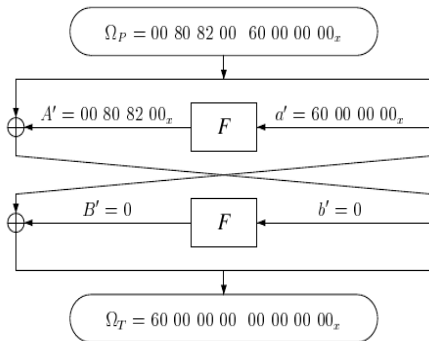 Ω_P = 00 80 82 00 60 00 00 00_x
A′ = 00 80 82 00_x
F
a′ = 60 00 00 00_x
B′ = 0
F
b′ = 0
Ω_T = 60 00 00 00 00 00 00 00_x